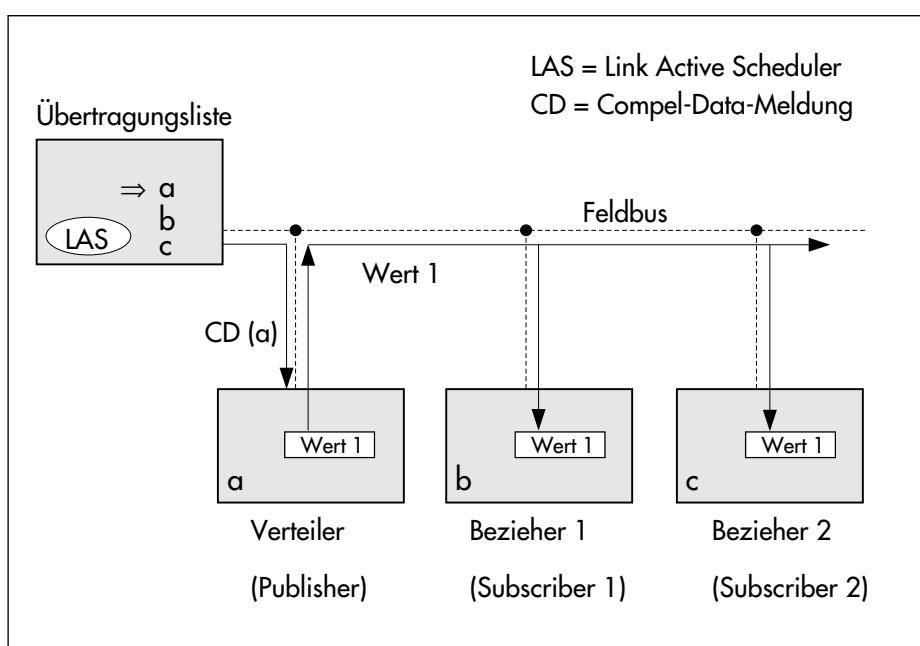 LAS = Link Active Scheduler
CD = Compel-Data-Meldung
Übertragungsliste
⇒ a
b
LAS c
Feldbus
Wert 1
CD (a)
Wert 1 Wert 1 Wert 1
a b c
Verteiler Bezieher 1 Bezieher 2
(Publisher) (Subscriber 1) (Subscriber 2)